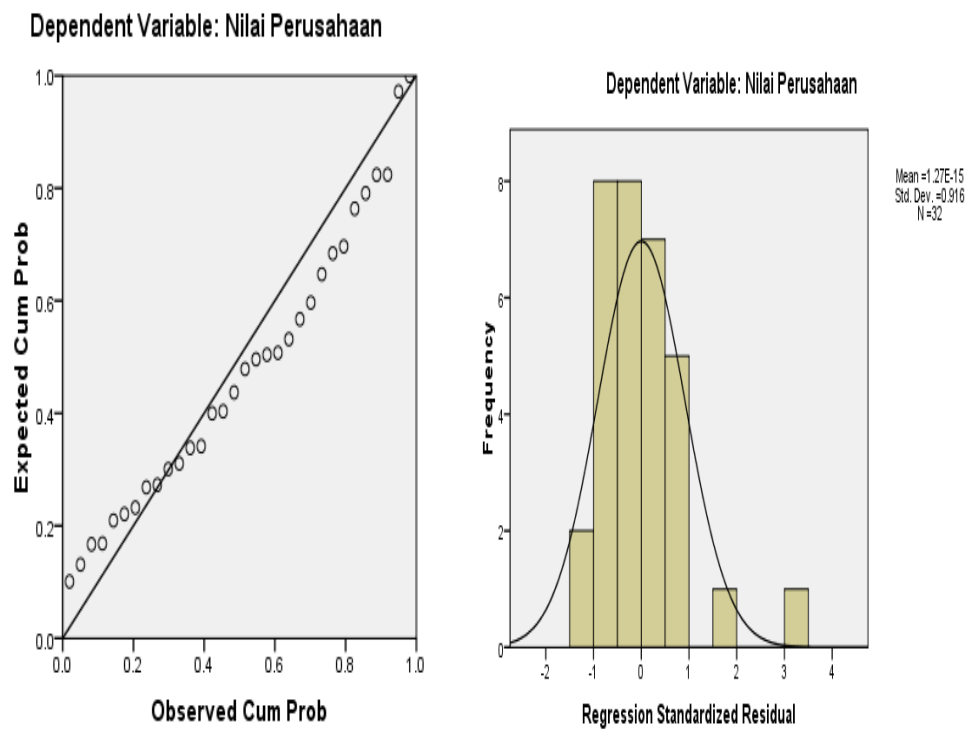 Dependent Variable: Nilai Perusahaan
1.0
0.8
0.6
0.4
0.2
0.0
Expected Cum Prob
0.0 0.2 0.4 0.6 0.8 1.0
Observed Cum Prob
Dependent Variable: Nilai Perusahaan
Mean =1.27E-15
Std. Dev. =0.916
N =32
8
6
4
2
0
Frequency
-2 -1 0 1 2 3 4
Regression Standardized Residual